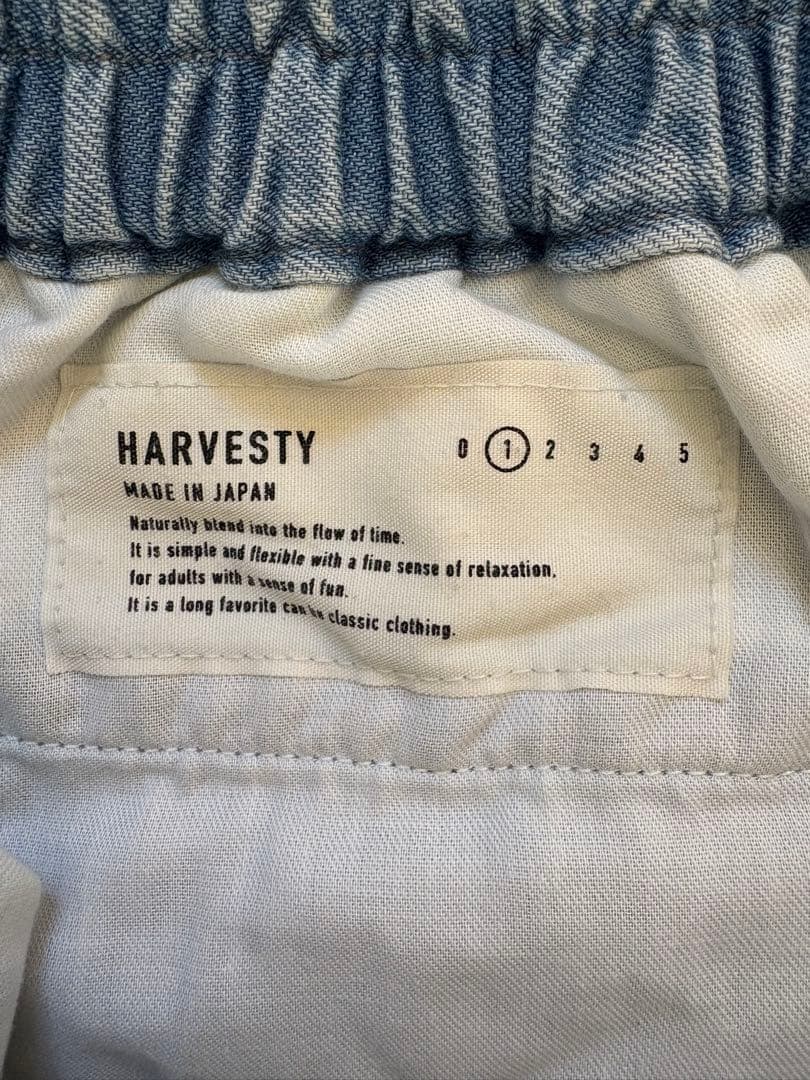 HARVESTY 0 1 2 3 4 5
MADE IN JAPAN
Naturally blend into the flow of time.
It is simple and flexible with a fine sense of relaxation.
for adults with a sense of fun.
It is a long favorite can be classic clothing.